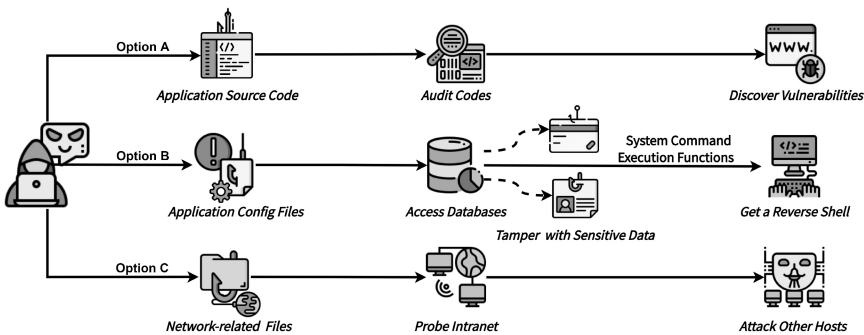 Option A
Application Source Code
Audit Codes
WWW.
Discover Vulnerabilities
Option B
Application Config Files
Access Databases
Tamper with Sensitive Data
System Command
Execution Functions
Get a Reverse Shell
Option C
Network-related Files
Probe Intranet
Attack Other Hosts